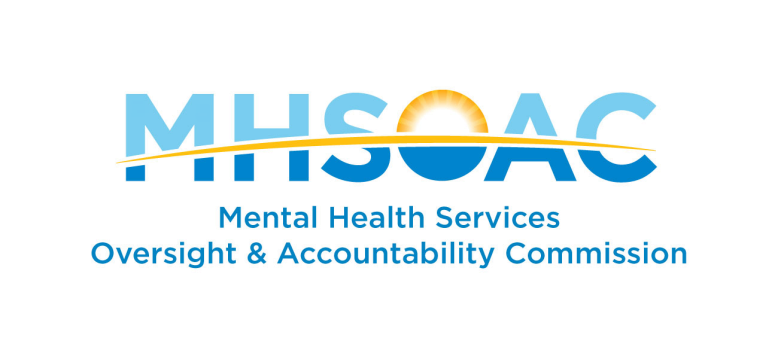 MHSOAC
Mental Health Services
Oversight & Accountability Commission